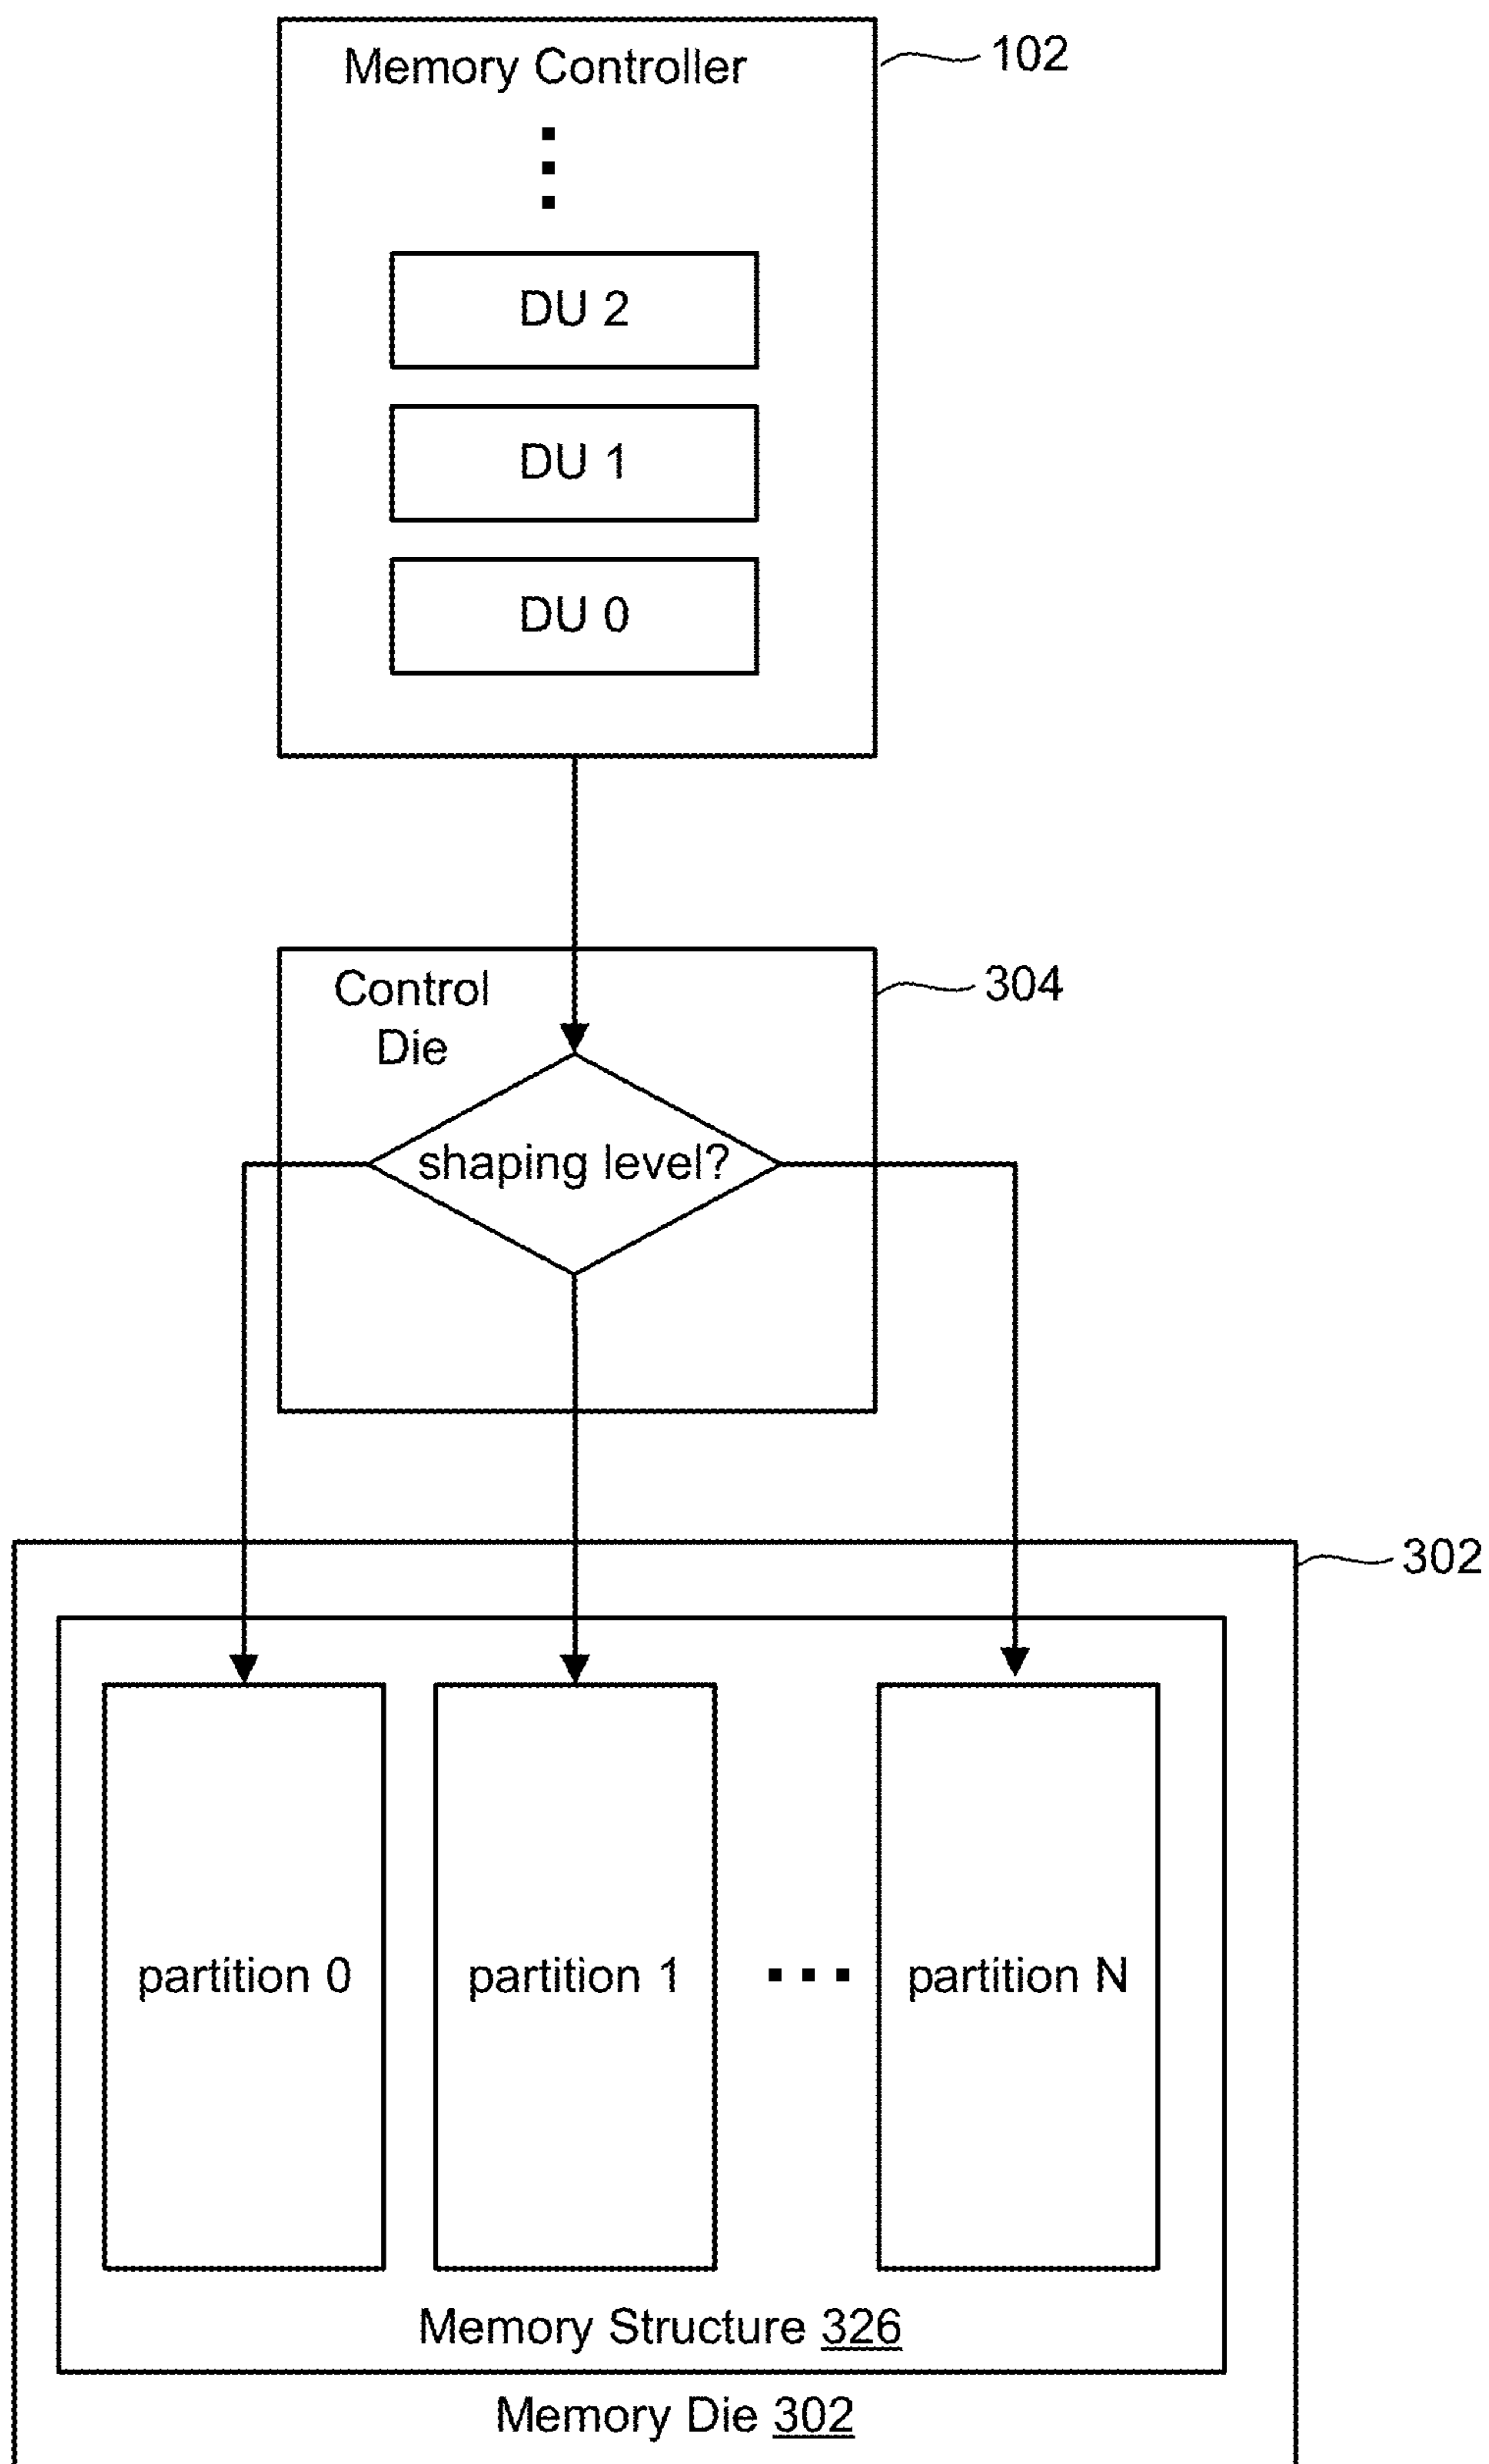 Memory Controller
102
DU 2
DU 1
DU 0
Control
Die
304
shaping level?
302
partition 0
partition 1
partition N
Memory Structure 326
Memory Die 302